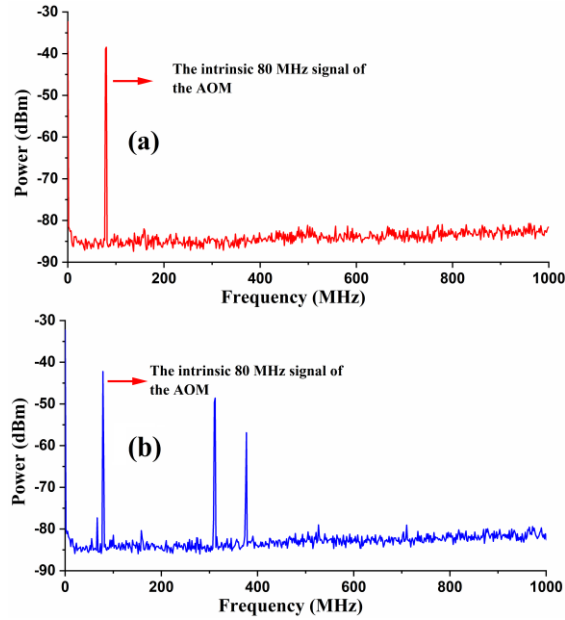 -30
-40
-50
-60
-70
-80
-90
Power (dBm)
The intrinsic 80 MHz signal of
the AOM
(a)
0 200 400 600 800 1000
Frequency (MHz)
-30
-40
-50
-60
-70
-80
-90
Power (dBm)
The intrinsic 80 MHz signal of
the AOM
(b)
0 200 400 600 800 1000
Frequency (MHz)